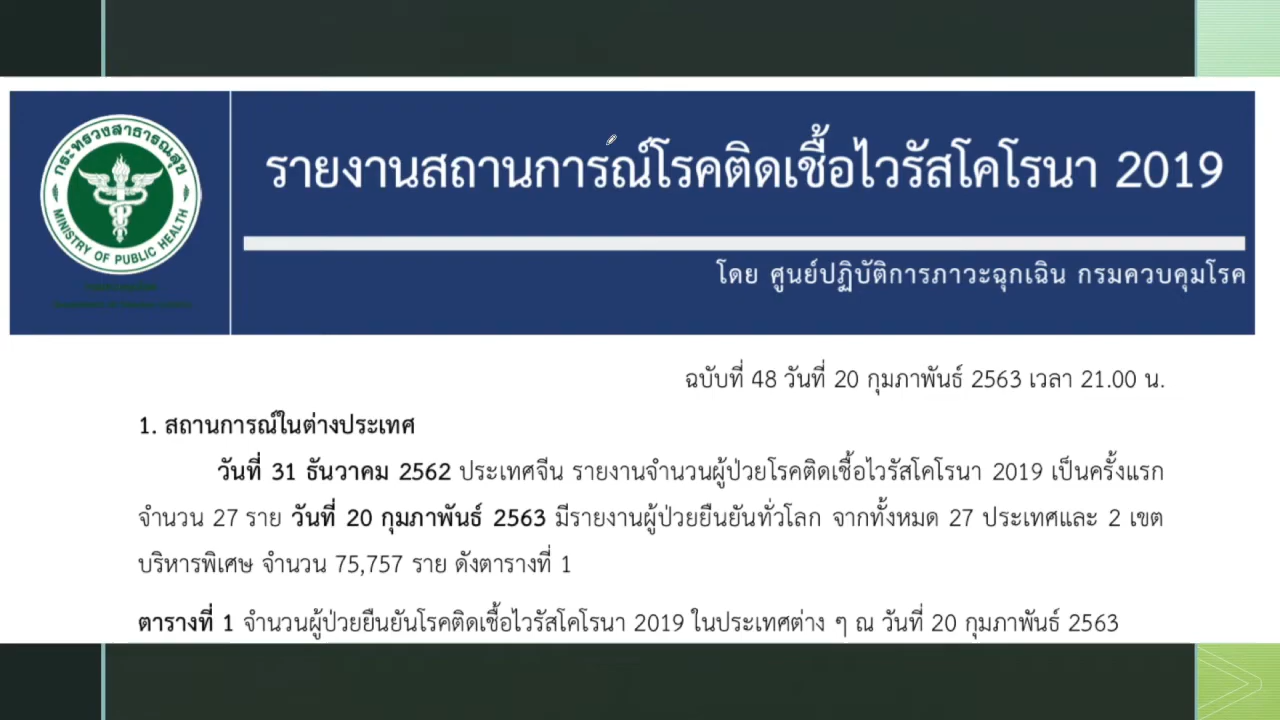 กระทรวงสาธารณสุข
MINISTRY OF PUBLIC HEALTH
รายงานสถานการณ์โรคติดเชื้อไวรัสโคโรนา 2019
โดย ศูนย์ปฏิบัติการภาวะฉุกเฉิน กรมควบคุมโรค
ฉบับที่ 48 วันที่ 20 กุมภาพันธ์ 2563 เวลา 21.00 น.
1. สถานการณ์ในต่างประเทศ
วันที่ 31 ธันวาคม 2562 ประเทศจีน รายงานจำนวนผู้ป่วยโรคติดเชื้อไวรัสโคโรนา 2019 เป็นครั้งแรก
จำนวน 27 ราย วันที่ 20 กุมภาพันธ์ 2563 มีรายงานผู้ป่วยยืนยันทั่วโลก จากทั้งหมด 27 ประเทศและ 2 เขต
บริหารพิเศษ จำนวน 75,757 ราย ดังตารางที่ 1
ตารางที่ 1 จำนวนผู้ป่วยยืนยันโรคติดเชื้อไวรัสโคโรนา 2019 ในประเทศต่าง ๆ ณ วันที่ 20 กุมภาพันธ์ 2563